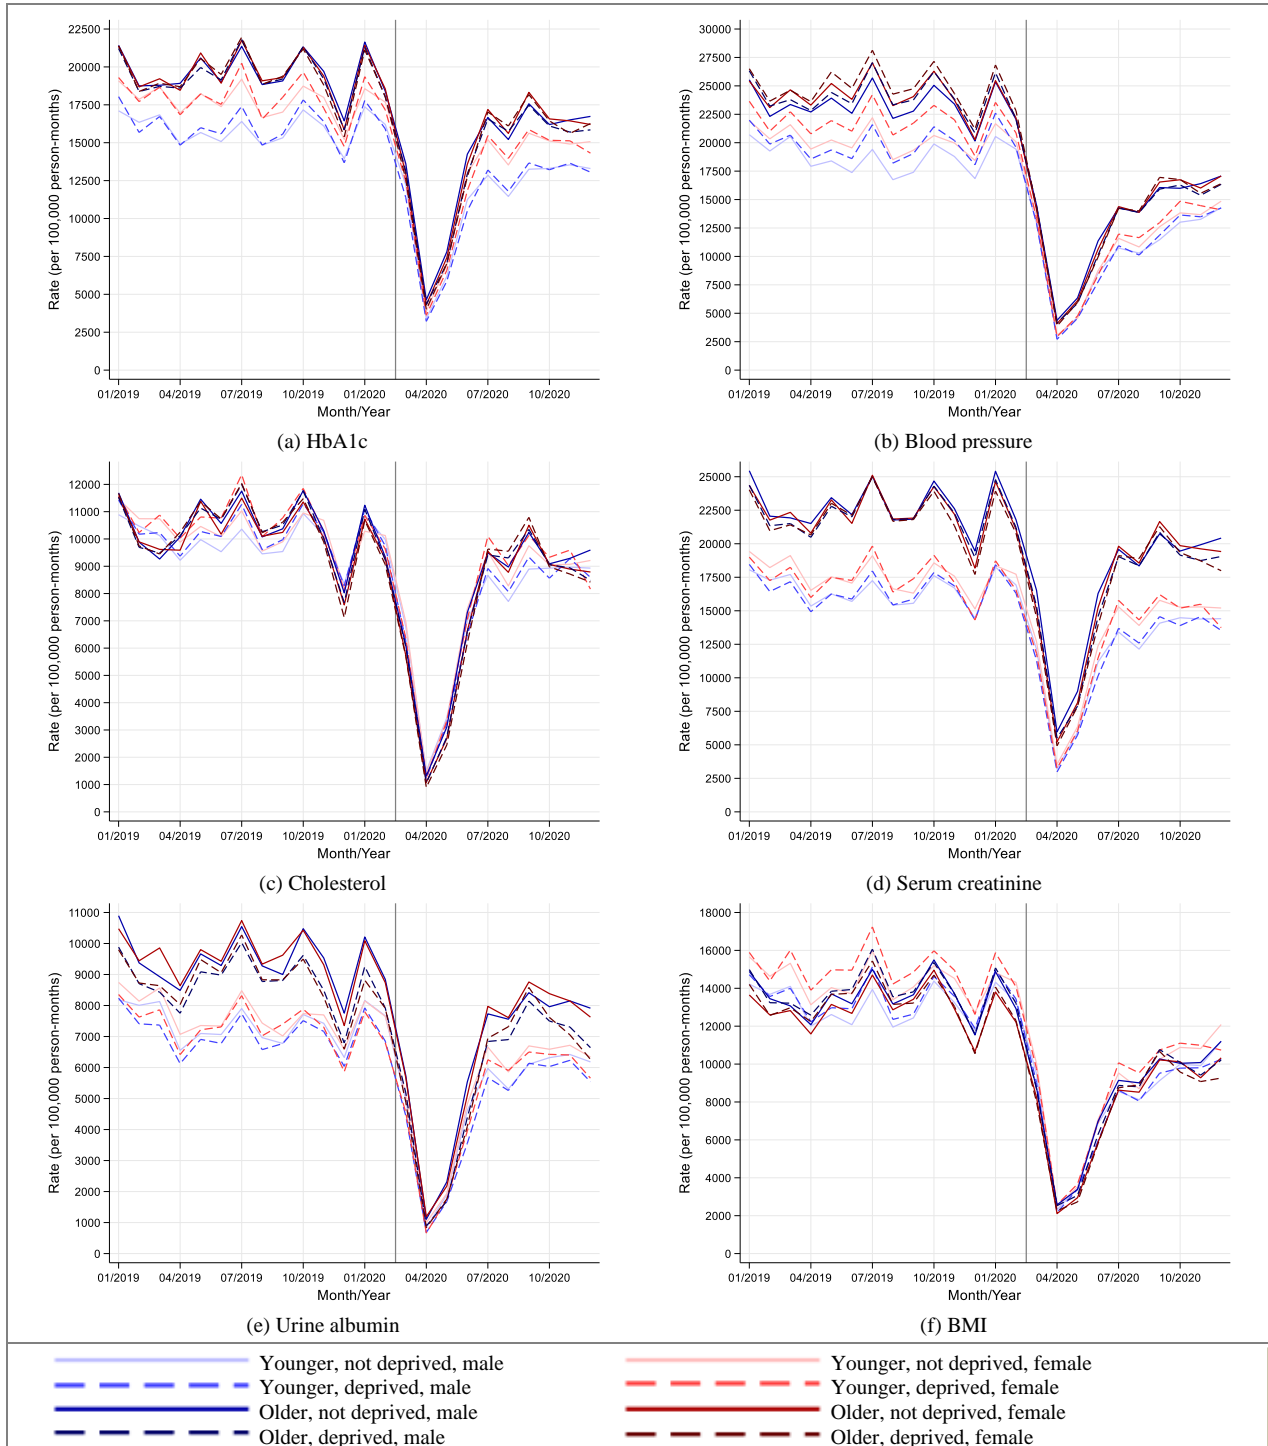 22500
20000
17500
15000
12500
10000
7500
5000
2500
0
Rate (per 100,000 person-months)
01/2019 04/2019 07/2019 10/2019 01/2020 04/2020 07/2020 10/2020
Month/Year
(a) HbA1c
30000
27500
25000
22500
20000
17500
15000
12500
10000
7500
5000
2500
0
Rate (per 100,000 person-months)
01/2019 04/2019 07/2019 10/2019 01/2020 04/2020 07/2020 10/2020
Month/Year
(b) Blood pressure
12000
11000
10000
9000
8000
7000
6000
5000
4000
3000
2000
1000
0
Rate (per 100,000 person-months)
01/2019 04/2019 07/2019 10/2019 01/2020 04/2020 07/2020 10/2020
Month/Year
(c) Cholesterol
25000
22500
20000
17500
15000
12500
10000
7500
5000
2500
0
Rate (per 100,000 person-months)
01/2019 04/2019 07/2019 10/2019 01/2020 04/2020 07/2020 10/2020
Month/Year
(d) Serum creatinine
11000
10000
9000
8000
7000
6000
5000
4000
3000
2000
1000
0
Rate (per 100,000 person-months)
01/2019 04/2019 07/2019 10/2019 01/2020 04/2020 07/2020 10/2020
Month/Year
(e) Urine albumin
18000
16000
14000
12000
10000
8000
6000
4000
2000
0
Rate (per 100,000 person-months)
01/2019 04/2019 07/2019 10/2019 01/2020 04/2020 07/2020 10/2020
Month/Year
(f) BMI
Younger, not deprived, male
Younger, deprived, male
Older, not deprived, male
Older, deprived, male
Younger, not deprived, female
Younger, deprived, female
Older, not deprived, female
Older, deprived, female